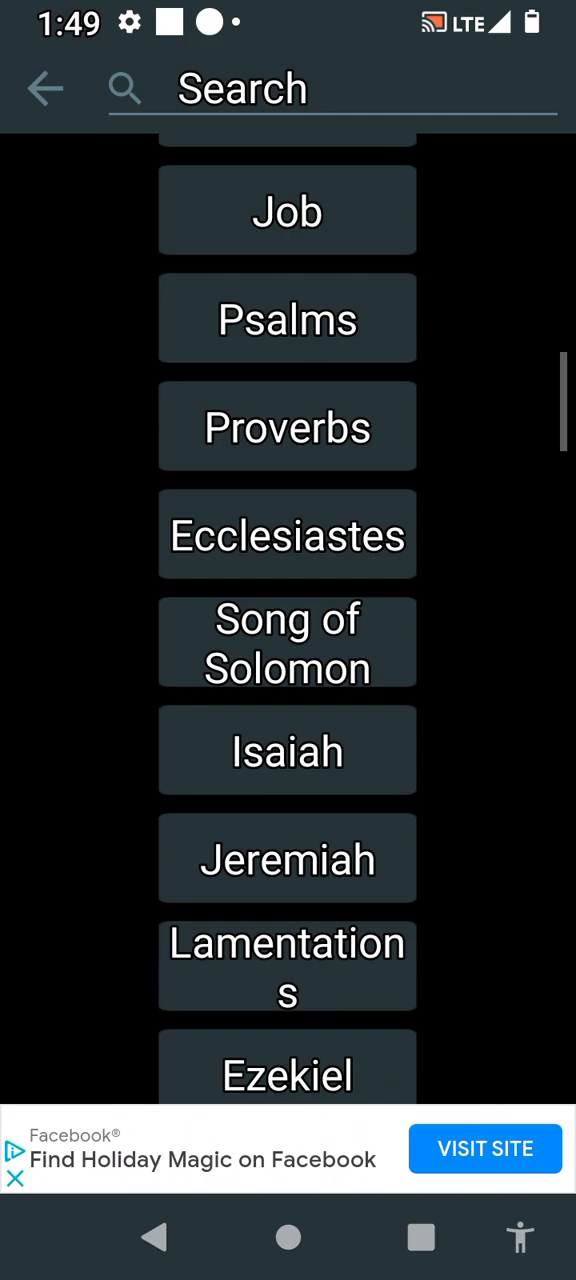 1:49 LTE
Search
Job
Psalms
Proverbs
Ecclesiastes
Song of
Solomon
Isaiah
Jeremiah
Lamentation
s
Ezekiel
Facebook®
Find Holiday Magic on Facebook
VISIT SITE